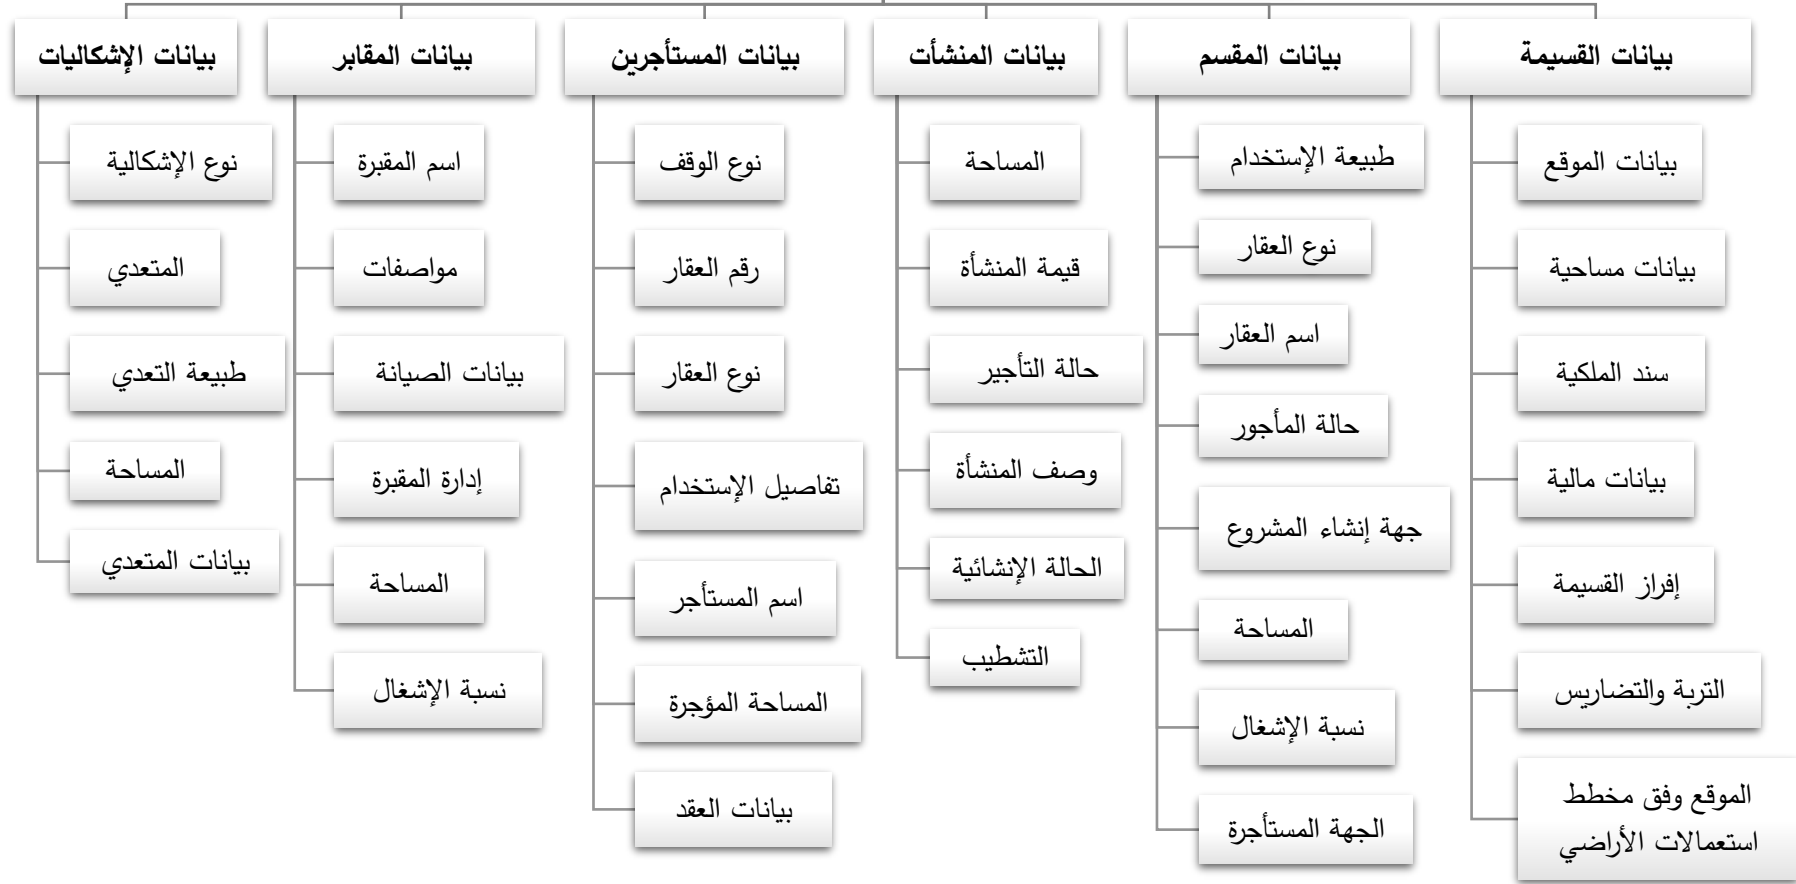 بيانات القسيمة
بيانات الموقع
بيانات مساحية
سند الملكية
بيانات مالية
إفراز القسيمة
التربة والتضاريس
الموقع وفق مخطط
استعمالات الأراضي
بيانات المقسم
طبيعة الإستخدام
نوع العقار
اسم العقار
حالة المأجور
جهة إنشاء المشروع
المساحة
نسبة الإشغال
الجهة المستأجرة
بيانات المنشأت
المساحة
قيمة المنشأة
حالة التأجير
وصف المنشأة
الحالة الإنشائية
التشطيب
بيانات المستأجرين
نوع الوقف
رقم العقار
نوع العقار
تفاصيل الإستخدام
اسم المستأجر
المساحة المؤجرة
بيانات العقد
بيانات المقابر
اسم المقبرة
مواصفات
بيانات الصيانة
إدارة المقبرة
المساحة
نسبة الإشغال
بيانات الإشكاليات
نوع الإشكالية
المتعدي
طبيعة التعدي
المساحة
بيانات المتعدي